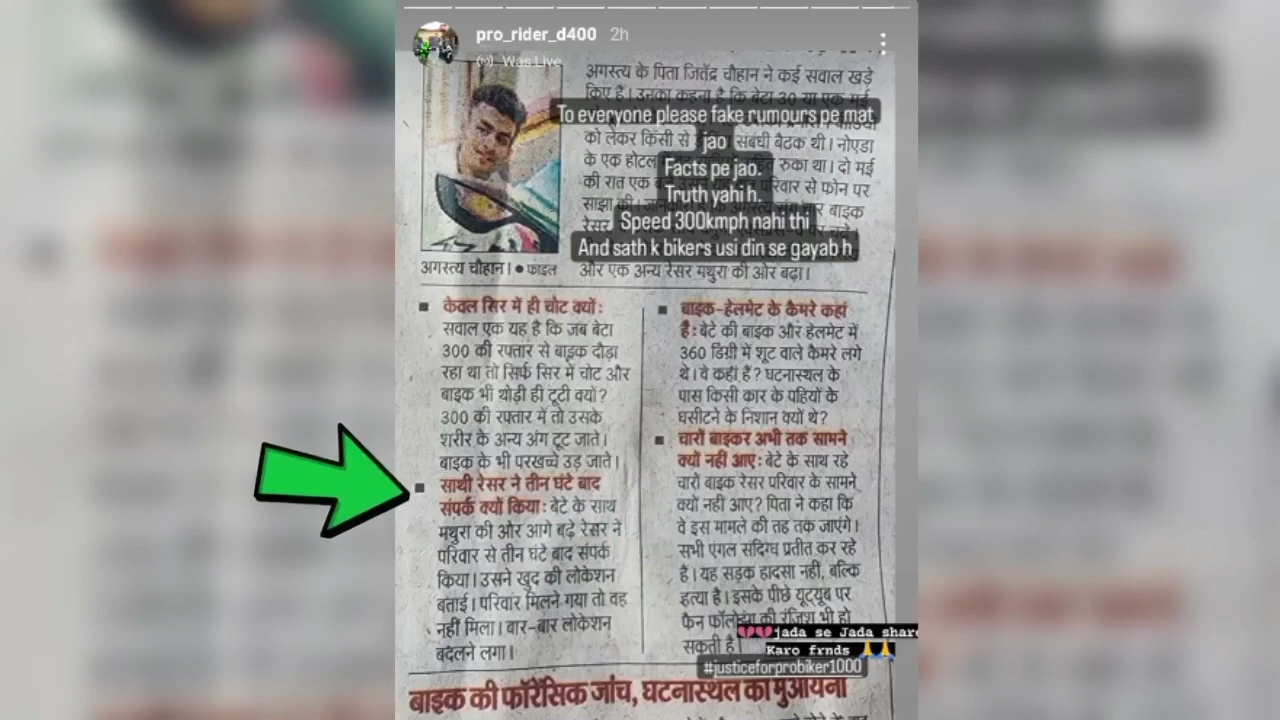 pro_rider_d400 2h
Was Live
अगस्त्य के पिता जितेंद्र चौहान ने कई सवाल खड़े
किए हैं। उनका कहना है कि बेटा 30 या एक मई
To everyone please fake rumours pe mat
jao
Facts pe jao.
Truth yahi h.
Speed 300kmph nahi thi
And sath k bikers usi din se gayab h
को लेकर किसी से संबंधी बैठक थी। नोएडा
के एक होटल रुका था। दो मई
की रात एक परिवार से फोन पर
साझा की। बाइक
रेसर
और एक अन्य रेसर मथुरा की ओर बढ़ा।
अगस्त्य चौहान। ● फाइल
■ केवल सिर में ही चोट क्यों:
सवाल एक यह है कि जब बेटा
300 की रफ्तार से बाइक दौड़ा
रहा था तो सिर्फ सिर में चोट और
बाइक भी थोड़ी ही टूटी क्यों?
300 की रफ्तार में तो उसके
शरीर के अन्य अंग टूट जाते।
बाइक के भी परखच्चे उड़ जाते।
■ साथी रेसर ने तीन घंटे बाद
संपर्क क्यों किया: बेटे के साथ
मथुरा की ओर आगे बढ़े रेसर ने
परिवार से तीन घंटे बाद संपर्क
किया। उसने खुद की लोकेशन
बताई। परिवार मिलने गया तो वह
नहीं मिला। बार-बार लोकेशन
बदलने लगा।
■ बाइक-हेलमेट के कैमरे कहां
है: बेटे की बाइक और हेलमेट में
360 डिग्री में शूट वाले कैमरे लगे
थे। वे कहां हैं? घटनास्थल के
पास किसी कार के पहियों के
घसीटने के निशान क्यों थे?
■ चारों बाइकर अभी तक सामने
क्यों नहीं आए: बेटे के साथ रहे
चारों बाइक रेसर परिवार के सामने
क्यों नहीं आए? पिता ने कहा कि
वे इस मामले की तह तक जाएंगे।
सभी एंगल संदिग्ध प्रतीत कर रहे
हैं। यह सड़क हादसा नहीं, बल्कि
हत्या है। इसके पीछे यूट्यूब पर
फैन फॉलोइंग की रंजिश भी हो
सकती है।
💔💔jada se Jada share
Karo frnds 🙏🙏
#justiceforprobiker1000
बाइक की फॉरेंसिक जांच, घटनास्थल का मुआयना